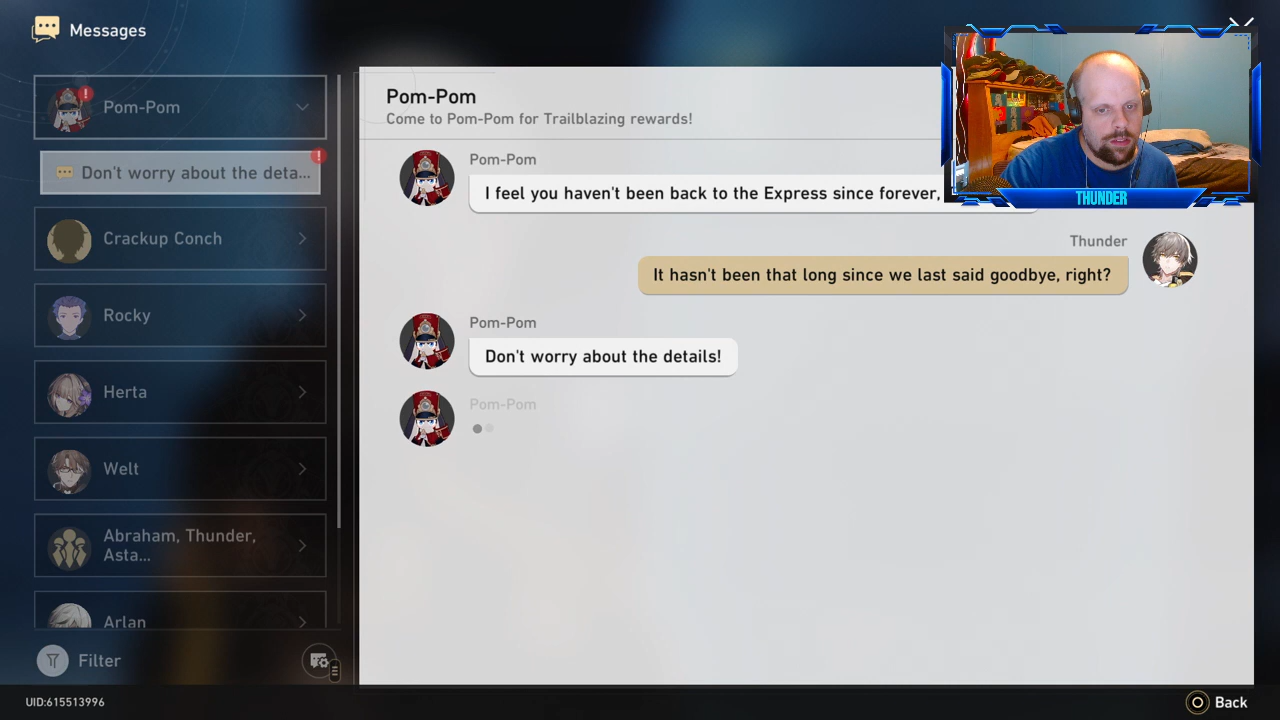 Messages
Pom-Pom
Don't worry about the deta...
Crackup Conch
Rocky
Herta
Welt
Abraham, Thunder,
Asta...
Arlan
Filter
UID:615513996
Pom-Pom
Come to Pom-Pom for Trailblazing rewards!
Pom-Pom
I feel you haven't been back to the Express since forever,
Thunder
It hasn't been that long since we last said goodbye, right?
Pom-Pom
Don't worry about the details!
Pom-Pom
THUNDER
Back